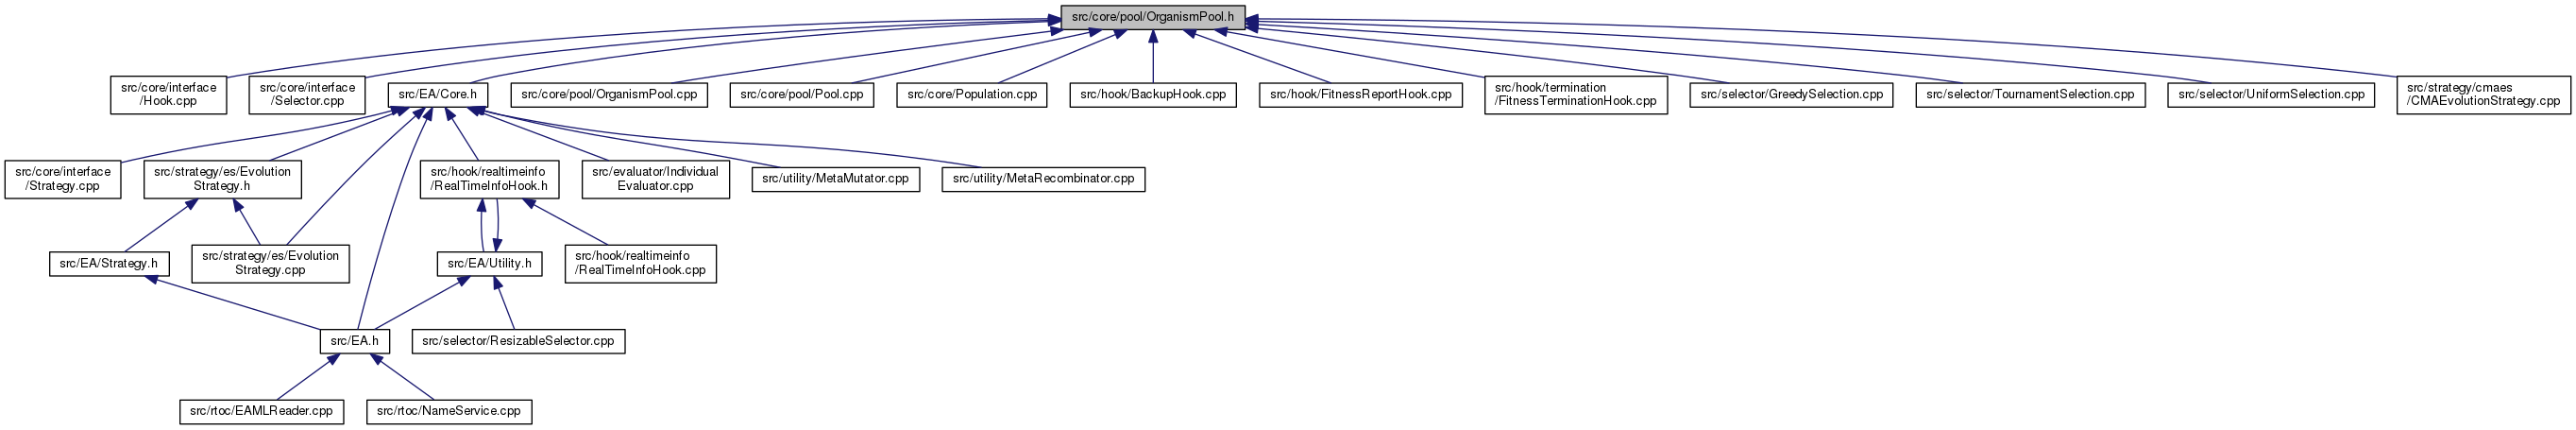 src/core/pool/OrganismPool.h
src/core/interface
/Hook.cpp
src/core/interface
/Selector.cpp
src/EA/Core.h
src/core/pool/OrganismPool.cpp
src/core/pool/Pool.cpp
src/core/Population.cpp
src/hook/BackupHook.cpp
src/hook/FitnessReportHook.cpp
src/hook/termination
/FitnessTerminationHook.cpp
src/selector/GreedySelection.cpp
src/selector/TournamentSelection.cpp
src/selector/UniformSelection.cpp
src/strategy/cmaes
/CMAEvolutionStrategy.cpp
src/core/interface
/Strategy.cpp
src/strategy/es/Evolution
Strategy.h
src/hook/realtimeinfo
/RealTimeInfoHook.h
src/evaluator/Individual
Evaluator.cpp
src/utility/MetaMutator.cpp
src/utility/MetaRecombinator.cpp
src/EA/Strategy.h
src/strategy/es/Evolution
Strategy.cpp
src/EA/Utility.h
src/hook/realtimeinfo
/RealTimeInfoHook.cpp
src/EA.h
src/selector/ResizableSelector.cpp
src/rtoc/EAMLReader.cpp
src/rtoc/NameService.cpp